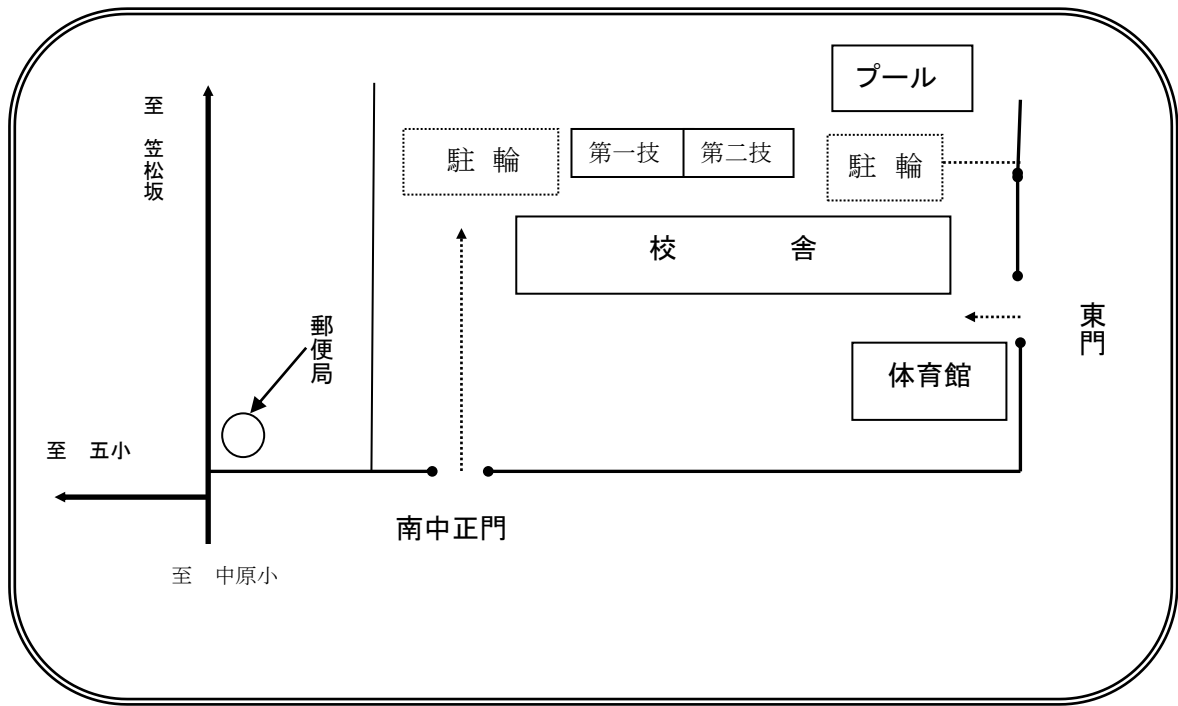 プール
至　笠松坂
駐　輪
第一技
第二技
駐　輪
校　　　舎
郵便局
東門
体育館
至　五小
南中正門
至　中原小